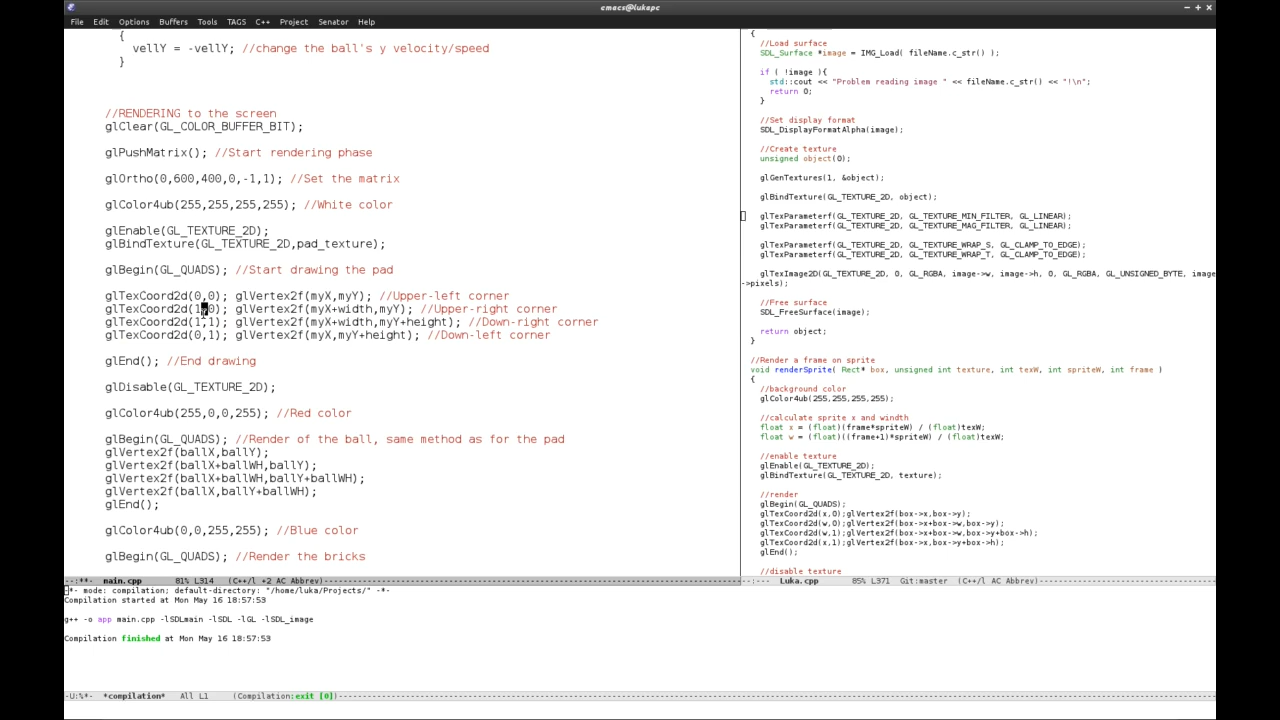 emacs@lukapc
File Edit Options Buffers Tools TAGS C++ Project Senator Help
{
vellY = -vellY; //change the ball's y velocity/speed
}
//RENDERING to the screen
glClear(GL_COLOR_BUFFER_BIT);
glPushMatrix(); //Start rendering phase
glOrtho(0,600,400,0,-1,1); //Set the matrix
glColor4ub(255,255,255,255); //White color
glEnable(GL_TEXTURE_2D);
glBindTexture(GL_TEXTURE_2D,pad_texture);
glBegin(GL_QUADS); //Start drawing the pad
glTexCoord2d(0,0); glVertex2f(myX,myY); //Upper-left corner
glTexCoord2d(1,0); glVertex2f(myX+width,myY); //Upper-right corner
glTexCoord2d(1,1); glVertex2f(myX+width,myY+height); //Down-right corner
glTexCoord2d(0,1); glVertex2f(myX,myY+height); //Down-left corner
glEnd(); //End drawing
glDisable(GL_TEXTURE_2D);
glColor4ub(255,0,0,255); //Red color
glBegin(GL_QUADS); //Render of the ball, same method as for the pad
glVertex2f(ballX,ballY);
glVertex2f(ballX+ballWH,ballY);
glVertex2f(ballX+ballWH,ballY+ballWH);
glVertex2f(ballX,ballY+ballWH);
glEnd();
glColor4ub(0,0,255,255); //Blue color
glBegin(GL_QUADS); //Render the bricks
--:**- main.cpp 81% L314 (C++/l +2 AC Abbrev)
{
//Load surface
SDL_Surface *image = IMG_Load( fileName.c_str() );
if ( !image ){
std::cout << "Problem reading image " << fileName.c_str() << "!\n";
return 0;
}
//Set display format
SDL_DisplayFormatAlpha(image);
//Create texture
unsigned object(0);
glGenTextures(1, &object);
glBindTexture(GL_TEXTURE_2D, object);
glTexParameterf(GL_TEXTURE_2D, GL_TEXTURE_MIN_FILTER, GL_LINEAR);
glTexParameterf(GL_TEXTURE_2D, GL_TEXTURE_MAG_FILTER, GL_LINEAR);
glTexParameterf(GL_TEXTURE_2D, GL_TEXTURE_WRAP_S, GL_CLAMP_TO_EDGE);
glTexParameterf(GL_TEXTURE_2D, GL_TEXTURE_WRAP_T, GL_CLAMP_TO_EDGE);
glTexImage2D(GL_TEXTURE_2D, 0, GL_RGBA, image->w, image->h, 0, GL_RGBA, GL_UNSIGNED_BYTE, image
->pixels);
//Free surface
SDL_FreeSurface(image);
return object;
}
//Render a frame on sprite
void renderSprite( Rect* box, unsigned int texture, int texW, int spriteW, int frame )
{
//background color
glColor4ub(255,255,255,255);
//calculate sprite x and windth
float x = (float)(frame*spriteW) / (float)texW;
float w = (float)((frame+1)*spriteW) / (float)texW;
//enable texture
glEnable(GL_TEXTURE_2D);
glBindTexture(GL_TEXTURE_2D, texture);
//render
glBegin(GL_QUADS);
glTexCoord2d(x,0);glVertex2f(box->x,box->y);
glTexCoord2d(w,0);glVertex2f(box->x+box->w,box->y);
glTexCoord2d(w,1);glVertex2f(box->x+box->w,box->y+box->h);
glTexCoord2d(x,1);glVertex2f(box->x,box->y+box->h);
glEnd();
//disable texture
--:--- Luka.cpp 85% L371 Git:master (C++/l AC Abbrev)
-*- mode: compilation; default-directory: "/home/luka/Projects/" -*-
Compilation started at Mon May 16 18:57:53
g++ -o app main.cpp -lSDLmain -lSDL -lGL -lSDL_image
Compilation finished at Mon May 16 18:57:53
-U:%*- *compilation* All L1 (Compilation:exit [0])